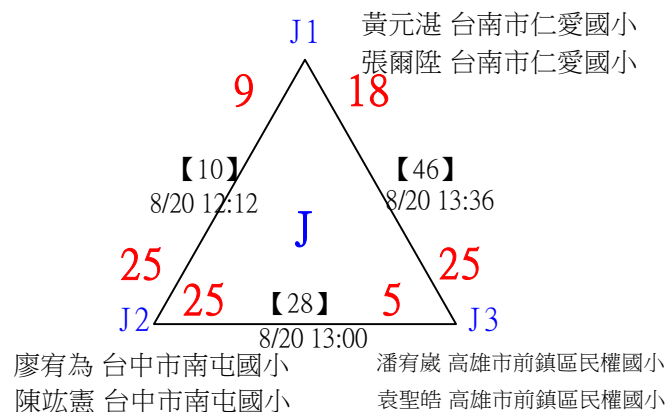 J1
黃元湛 台南市仁愛國小
張爾陞 台南市仁愛國小
9
18
【10】
8/20 12:12
【46】
8/20 13:36
J
25
25
25
【28】
5
J2
J3
8/20 13:00
廖宥為 台中市南屯國小
陳竑憲 台中市南屯國小
潘宥崴 高雄市前鎮區民權國小
袁聖皓 高雄市前鎮區民權國小